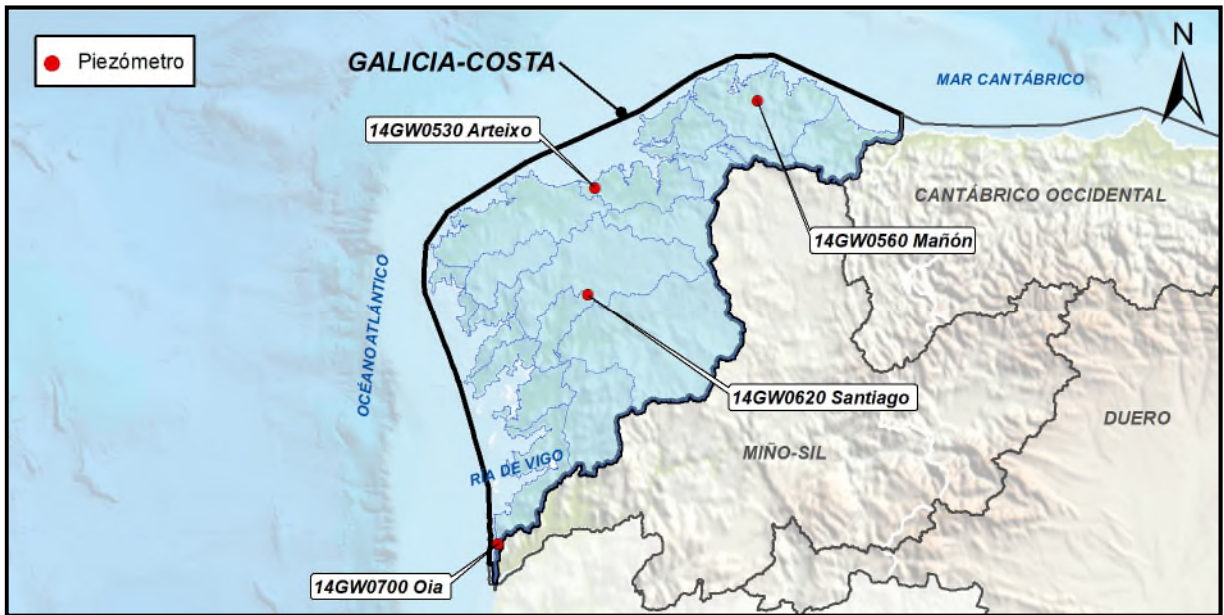 Piezómetro
GALICIA-COSTA
N
MAR CANTÁBRICO
14GW0530 Arteixo
CANTÁBRICO OCCIDENTAL
14GW0560 Mañón
OCÉANO ATLÁNTICO
14GW0620 Santiago
DUERO
MIÑO-SIL
RIA DE VIGO
14GW0700 Oia